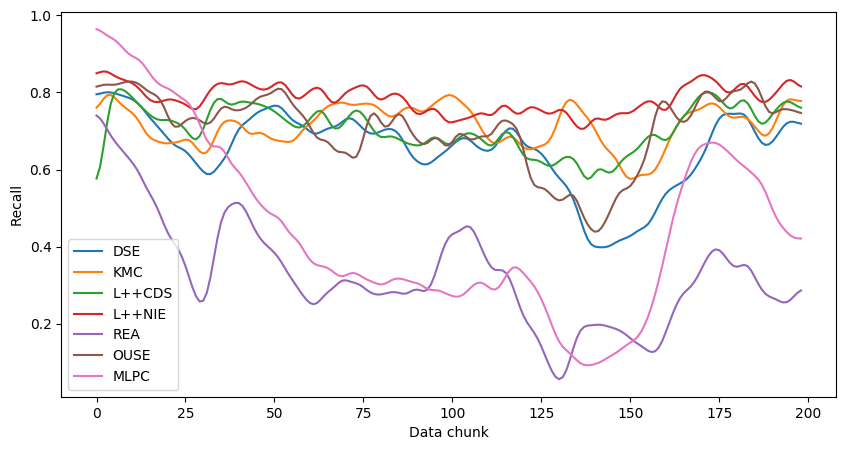 1.0
0.8
0.6
0.4
0.2
Recall
DSE
KMC
L++CDS
L++NIE
REA
OUSE
MLPC
0 25 50 75 100 125 150 175 200
Data chunk